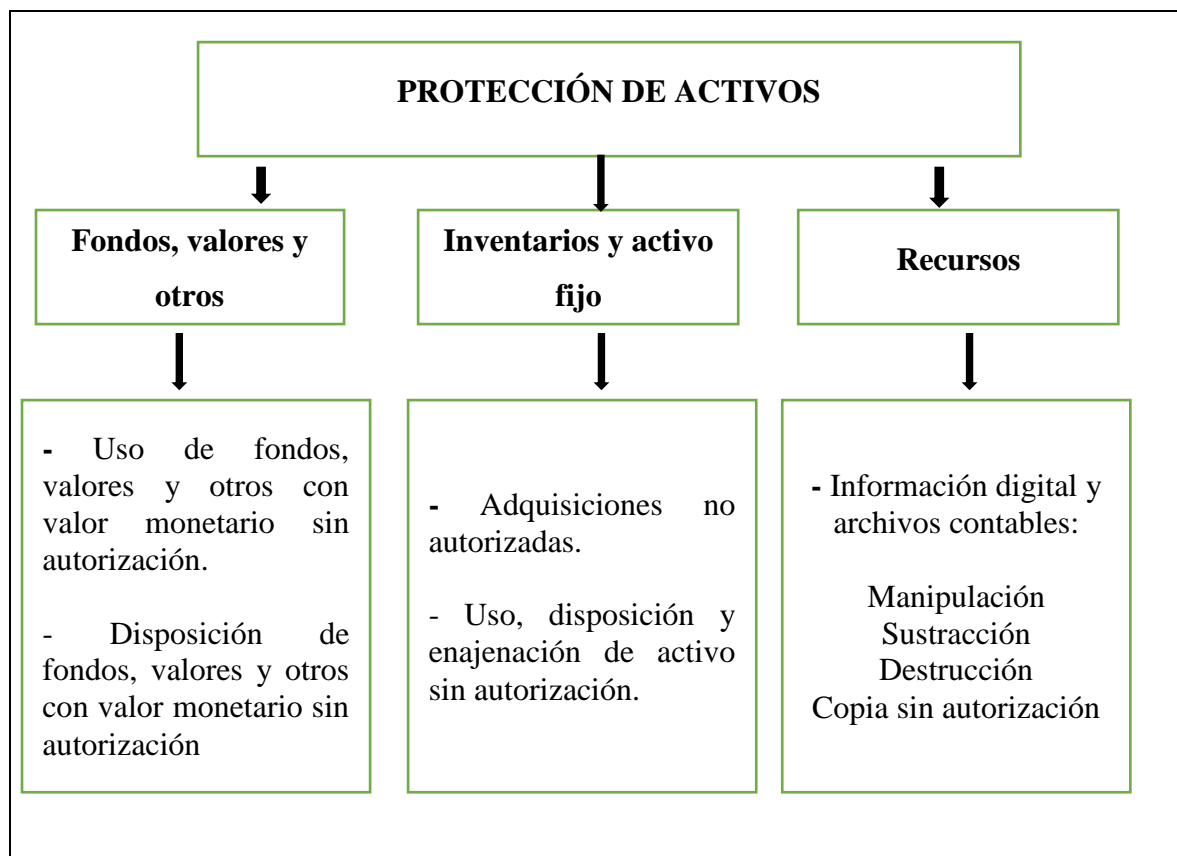 PROTECCIÓN DE ACTIVOS
Fondos, valores y
otros
Inventarios y activo
fijo
Recursos
- Uso de fondos,
valores y otros con
valor monetario sin
autorización.
- Disposición de
fondos, valores y otros
con valor monetario sin
autorización
- Adquisiciones no
autorizadas.
- Uso, disposición y
enajenación de activo
sin autorización.
- Información digital y
archivos contables:
Manipulación
Sustracción
Destrucción
Copia sin autorización